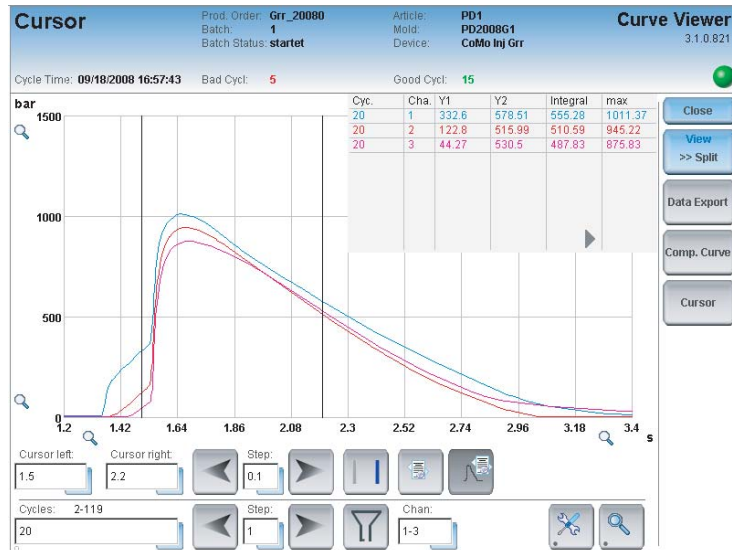 Cursor
Prod. Order: Grr_20080
Batch: 1
Batch Status: startet
Article: PD1
Mold: PD2008G1
Device: CoMo Inj Grr
Curve Viewer
3.1.0.821
Cycle Time: 09/18/2008 16:57:43
Bad Cycl: 5
Good Cycl: 15
bar
Cyc. Cha. Y1 Y2 Integral max
20 1 332.6 578.51 555.28 1011.37
20 2 122.8 515.99 510.59 945.22
20 3 44.27 530.5 487.83 875.83
1500
1000
500
0
1.2 1.42 1.64 1.86 2.08 2.3 2.52 2.74 2.96 3.18 3.4
s
Close
View
>> Split
Data Export
Comp. Curve
Cursor
Cursor left: Cursor right: Step:
1.5 2.2 0.1
Cycles: 2-119 Step: Chan:
20 1 1-3